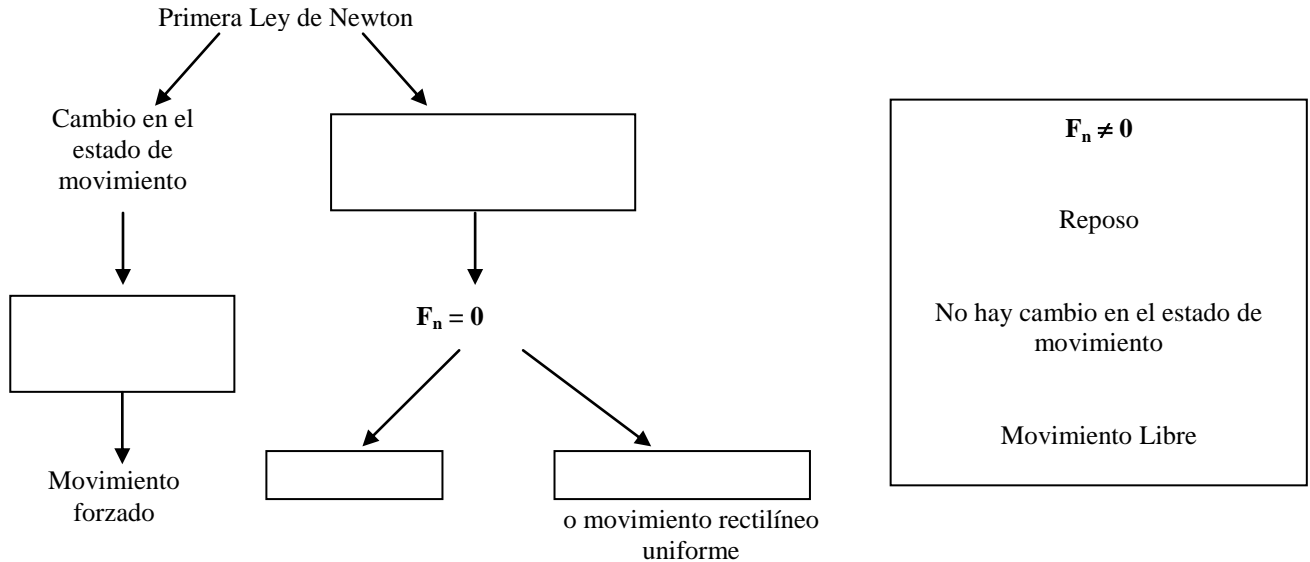 Primera Ley de Newton
Cambio en el
estado de
movimiento
Fn = 0
Movimiento
forzado
o movimiento rectilíneo
uniforme
Fn ≠ 0
Reposo
No hay cambio en el estado de
movimiento
Movimiento Libre